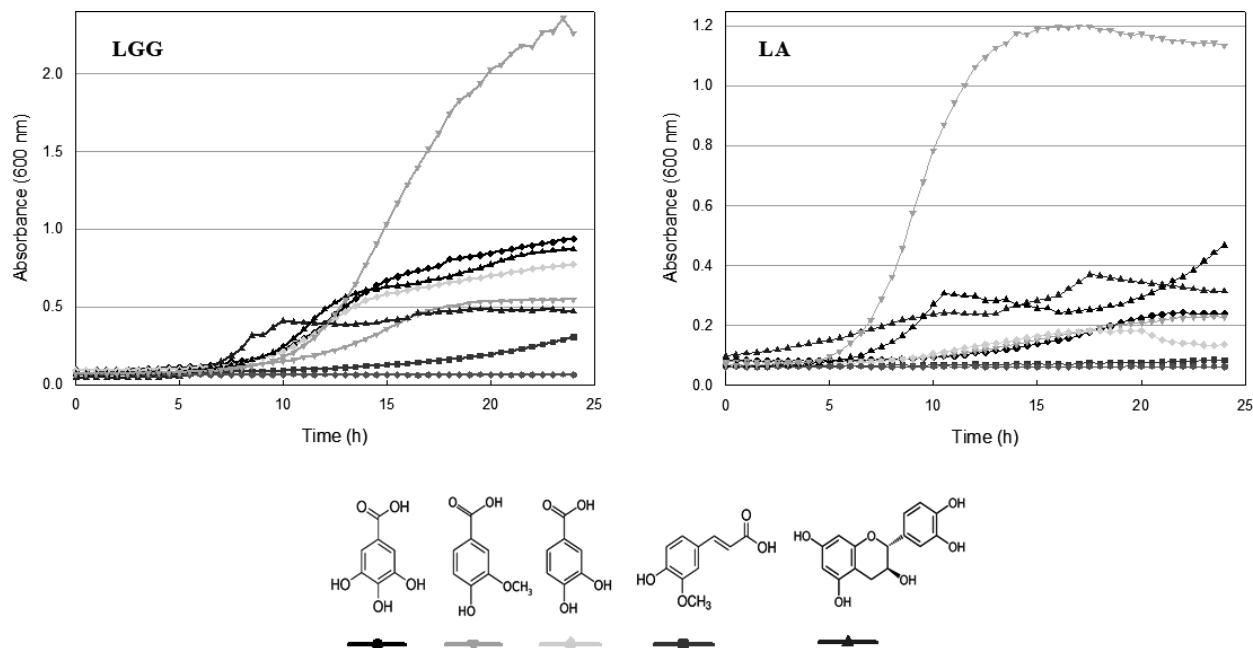 LGG
Absorbance (600 nm)
2.0
1.5
1.0
0.5
0.0
0 5 10 15 20 25
Time (h)
LA
Absorbance (600 nm)
1.2
1.0
0.8
0.6
0.4
0.2
0.0
0 5 10 15 20 25
Time (h)
O OH
HO OH
OH
O OH
OCH3
HO
O OH
OH
OH
O
OH
HO
OCH3
OH
OH
HO O
OH
OH